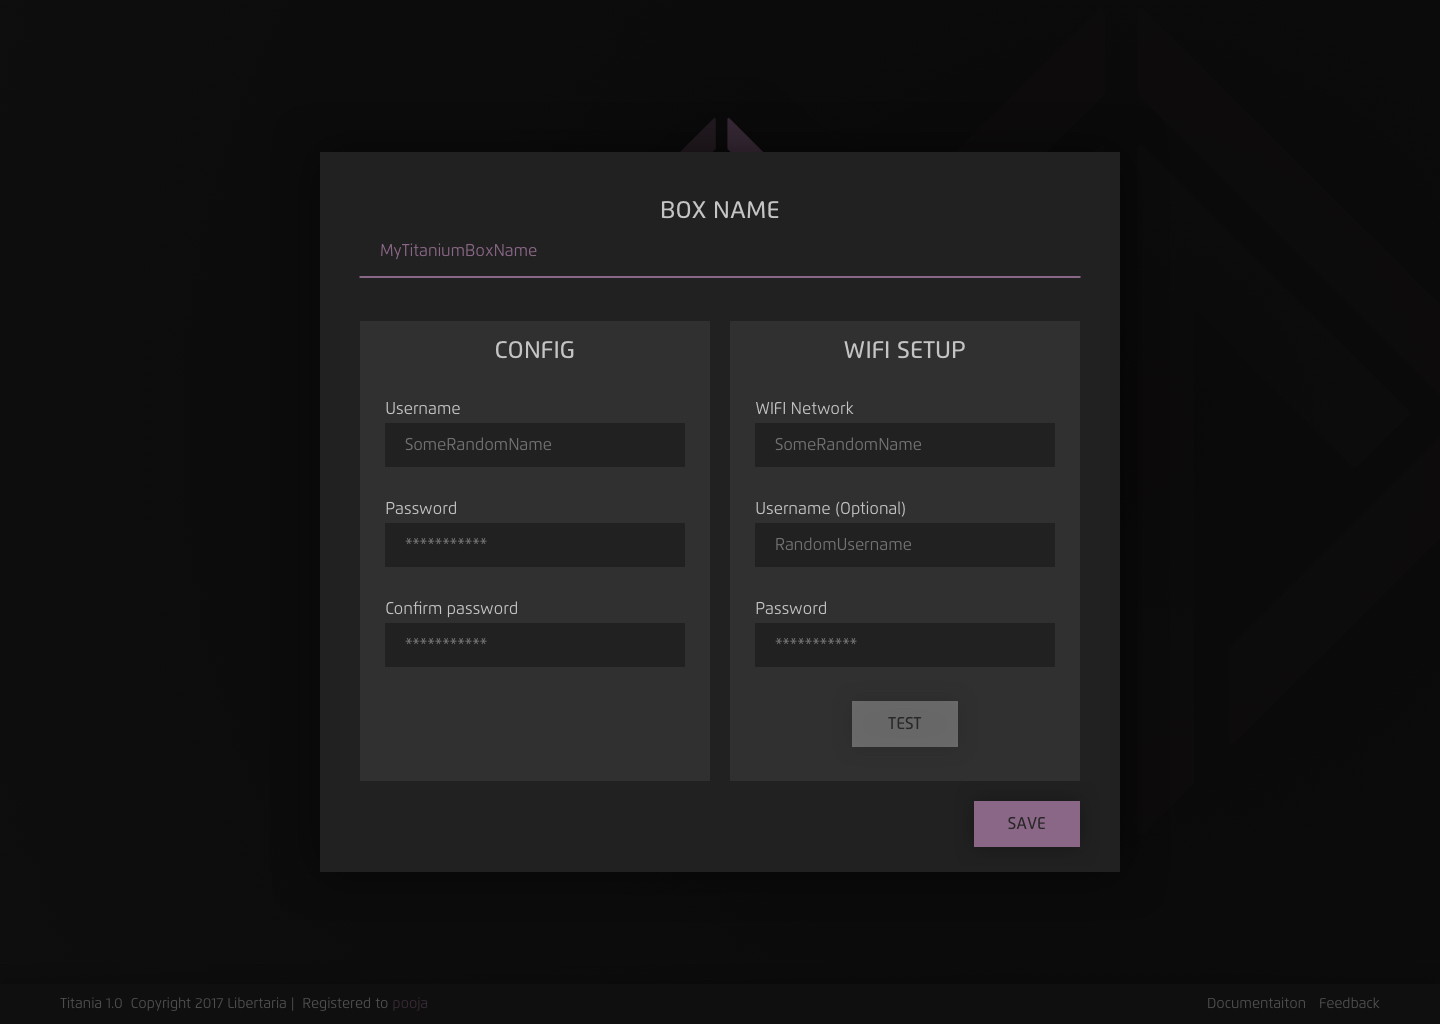 BOX NAME
MyTitaniumBoxName
CONFIG
Username
SomeRandomName
Password
***********
Confirm password
***********
WIFI SETUP
WIFI Network
SomeRandomName
Username (Optional)
RandomUsername
Password
***********
TEST
SAVE
Titania 1.0 Copyright 2017 Libertaria | Registered to pooja
Documentaiton Feedback